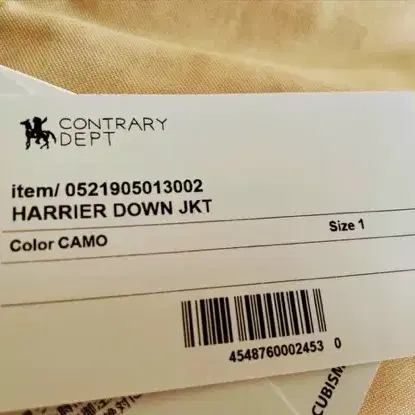 CONTRARY
DEPT
item/ 0521905013002
HARRIER DOWN JKT
Color CAMO
Size 1
4548760002453 0
CUBISM